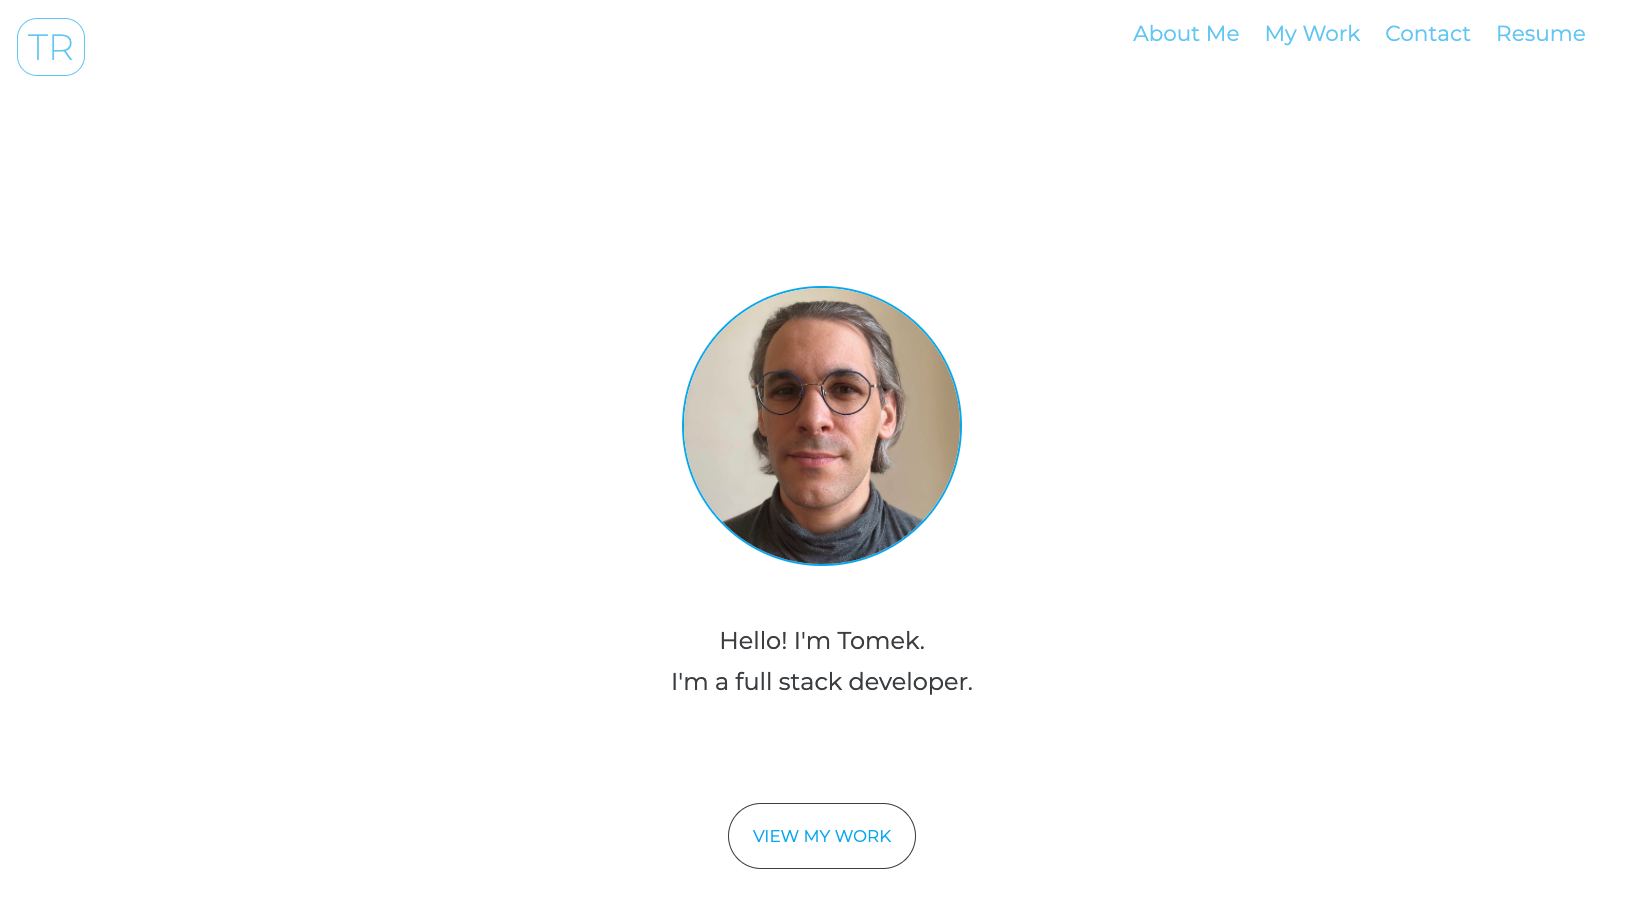 TR
About Me
My Work
Contact
Resume
Hello! I'm Tomek.
I'm a full stack developer.
VIEW MY WORK